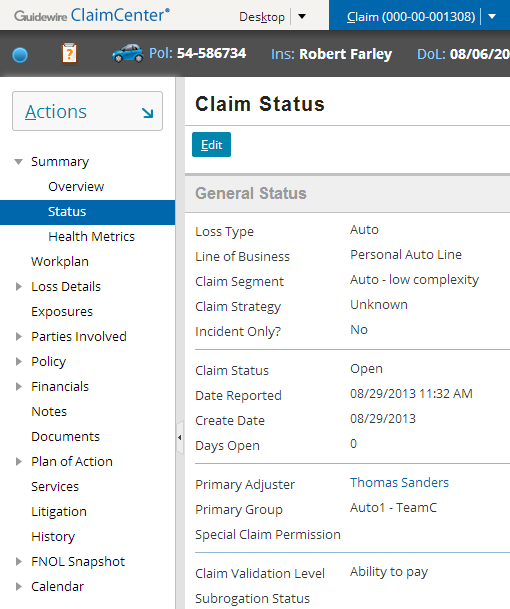 Guidewire ClaimCenter® Desktop Claim (000-00-001308)
Pol: 54-586734 Ins: Robert Farley DoL: 08/06/20
Actions
Summary
Overview
Status
Health Metrics
Workplan
Loss Details
Exposures
Parties Involved
Policy
Financials
Notes
Documents
Plan of Action
Services
Litigation
History
FNOL Snapshot
Calendar
Claim Status
Edit
General Status
Loss Type Auto
Line of Business Personal Auto Line
Claim Segment Auto - low complexity
Claim Strategy Unknown
Incident Only? No
Claim Status Open
Date Reported 08/29/2013 11:32 AM
Create Date 08/29/2013
Days Open 0
Primary Adjuster Thomas Sanders
Primary Group Auto1 - TeamC
Special Claim Permission
Claim Validation Level Ability to pay
Subrogation Status